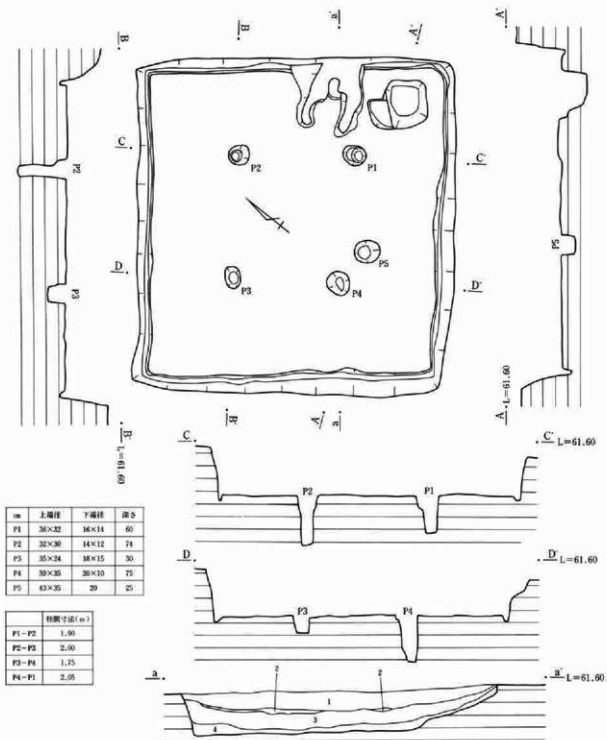 B
B
a'
A'
A'
P2
P1
C
C'
P2
P5
P5
D
D'
P3
P4
P3
B'
L=61.60
B'
A
a
A
L=61.60
C
C'
L=61.60
P2
P1
cm 上端径 下端径 深さ
P1 36×32 16×14 60
P2 32×30 14×12 74
P3 35×24 18×15 30
P4 39×35 20×10 75
P5 43×35 20 25
D
D'
L=61.60
P3
P4
柱間寸法(m)
P1-P2 1.90
P2-P3 2.00
P3-P4 1.75
P4-P1 2.05
a
a'
L=61.60
2
2
1
3
4